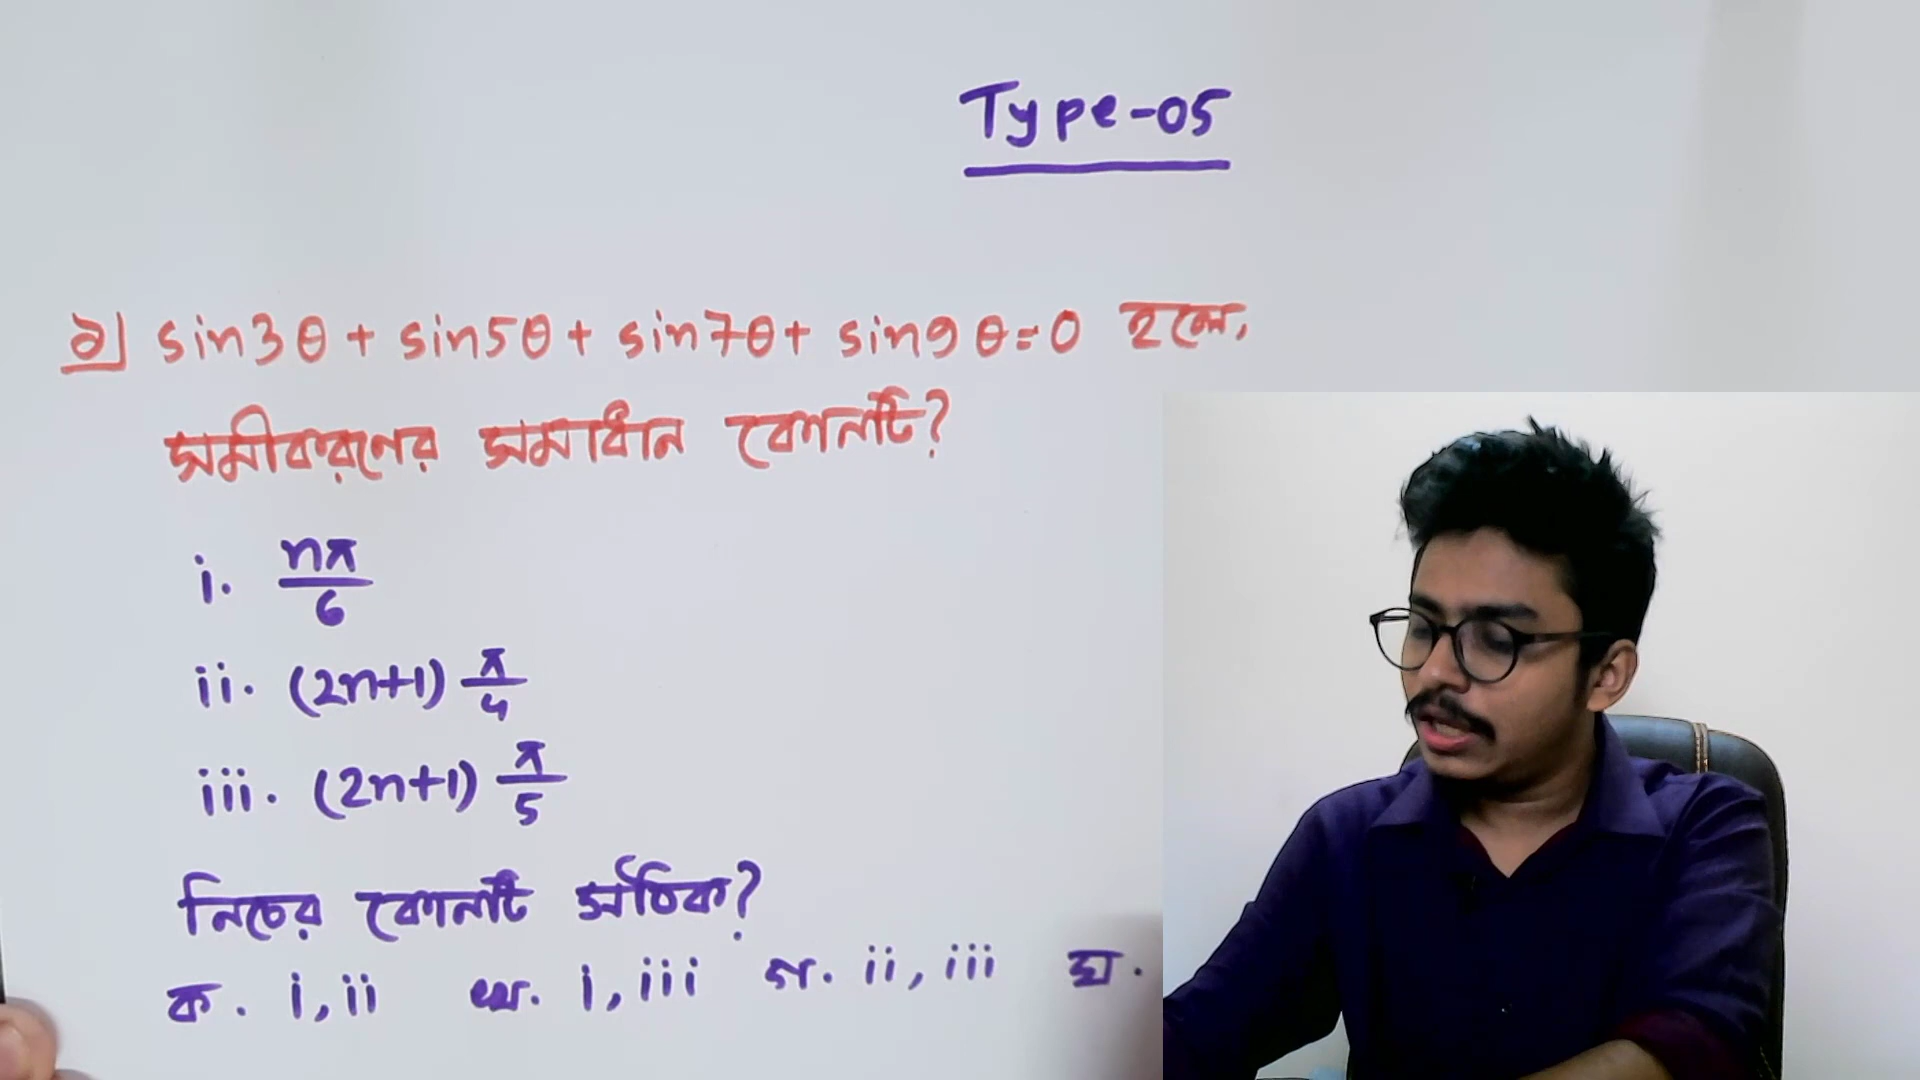 Type-05
১| sin3θ + sin5θ + sin7θ + sin9θ=0 হলে,
সমীকরণের সমাধান কোনটি?
i. nπ/6
ii. (2n+1) π/4
iii. (2n+1) π/5
নিচের কোনটি সঠিক?
ক. i, ii খ. i, iii গ. ii, iii ঘ.